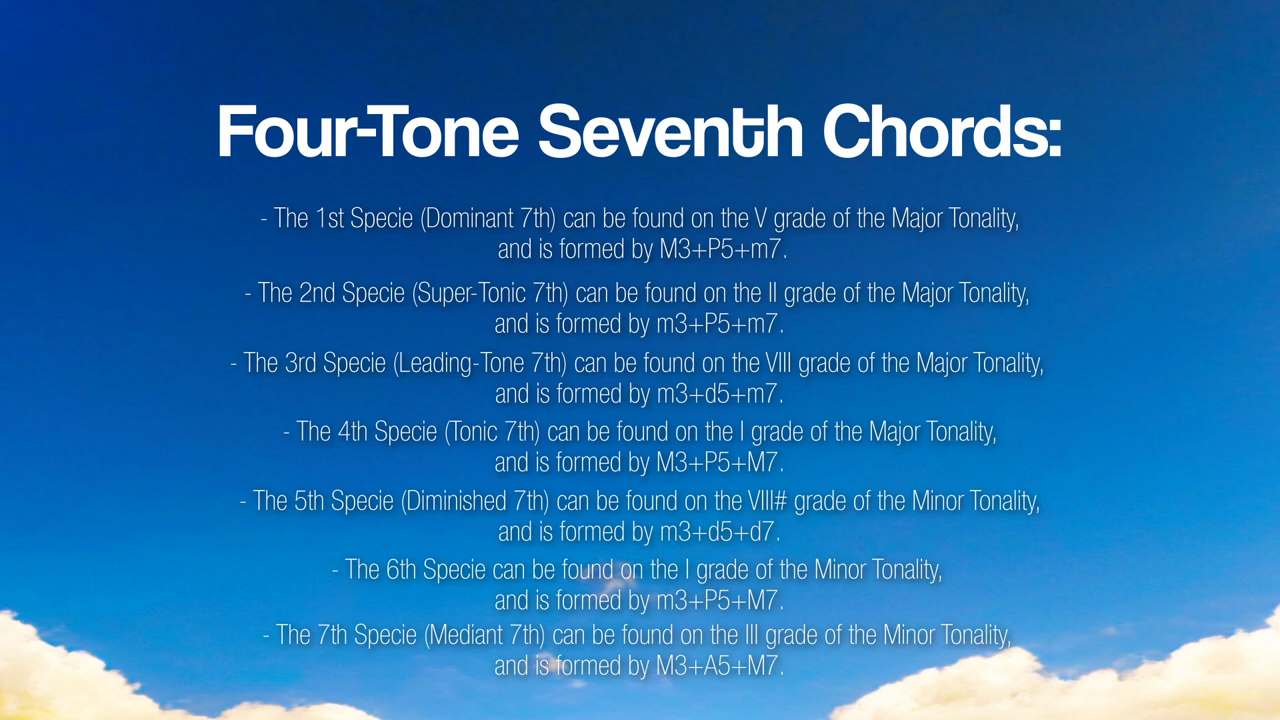 Four-Tone Seventh Chords:
- The 1st Specie (Dominant 7th) can be found on the V grade of the Major Tonality,
and is formed by M3+P5+m7.
- The 2nd Specie (Super-Tonic 7th) can be found on the II grade of the Major Tonality,
and is formed by m3+P5+m7.
- The 3rd Specie (Leading-Tone 7th) can be found on the VIII grade of the Major Tonality,
and is formed by m3+d5+m7.
- The 4th Specie (Tonic 7th) can be found on the I grade of the Major Tonality,
and is formed by M3+P5+M7.
- The 5th Specie (Diminished 7th) can be found on the VIII# grade of the Minor Tonality,
and is formed by m3+d5+d7.
- The 6th Specie can be found on the I grade of the Minor Tonality,
and is formed by m3+P5+M7.
- The 7th Specie (Mediant 7th) can be found on the III grade of the Minor Tonality,
and is formed by M3+A5+M7.